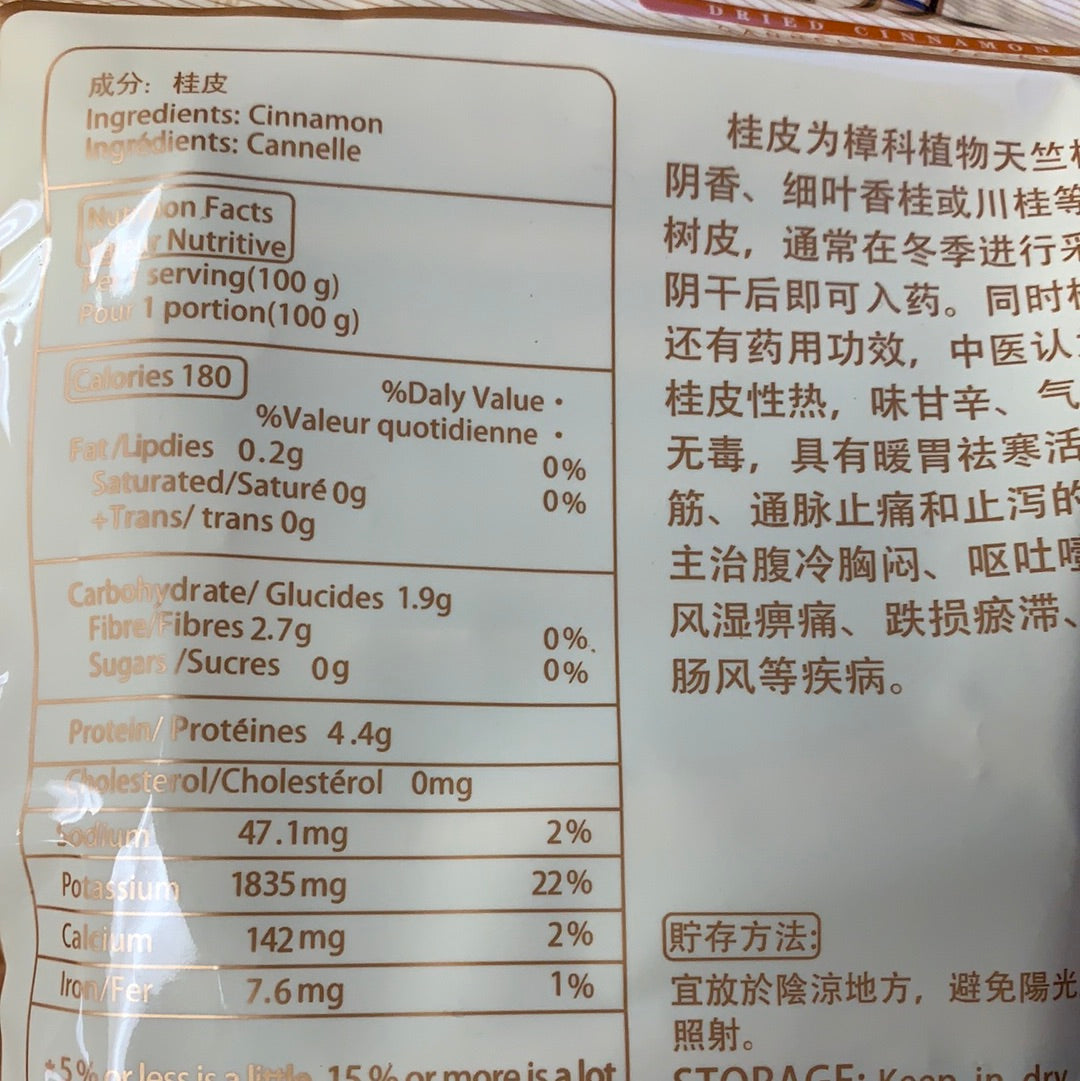 DRIED CINNAMON
成分：桂皮
Ingredients: Cinnamon
Ingrédients: Cannelle
on Facts
Nutritive
serving(100 g)
Pour 1 portion(100 g)
Calories 180
%Daly Value •
%Valeur quotidienne •
Fat/Lipdies 0.2g 0%
Saturated/Saturé 0g 0%
+Trans/ trans 0g
Carbohydrate/ Glucides 1.9g
Fibre/Fibres 2.7g 0%.
Sugars /Sucres 0g 0%
Protein/ Protéines 4.4g
Cholesterol/Cholestérol 0mg
Sodium 47.1mg 2%
Potassium 1835mg 22%
Calcium 142mg 2%
Iron/Fer 7.6mg 1%
*5% or less is a little, 15% or more is a lot
桂皮为樟科植物天竺
阴香、细叶香桂或川桂等
树皮，通常在冬季进行采
阴干后即可入药。同时
还有药用功效，中医认
桂皮性热，味甘辛、气
无毒，具有暖胃祛寒活
筋、通脉止痛和止泻的
主治腹冷胸闷、呕吐噎
风湿痹痛、跌损瘀滞、
肠风等疾病。
貯存方法:
宜放於陰涼地方，避免陽光
照射。
STORAGE: Keep in dry